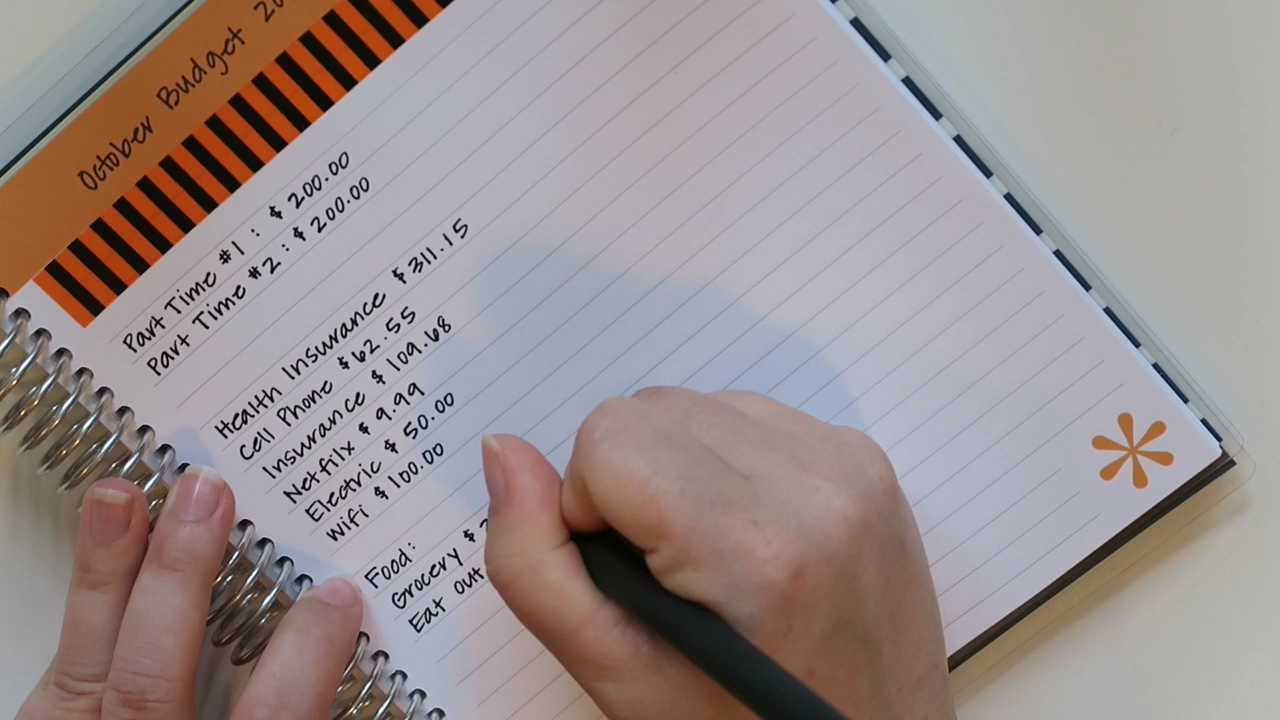 October Budget 20
Part Time #1 : $ 200.00
Part Time #2 : $ 200.00
Health Insurance $311.15
Cell Phone $62.55
Insurance $ 109.68
Netfilx $ 9.99
Electric $ 50.00
Wifi $ 100.00
Food:
Grocery $
Eat out